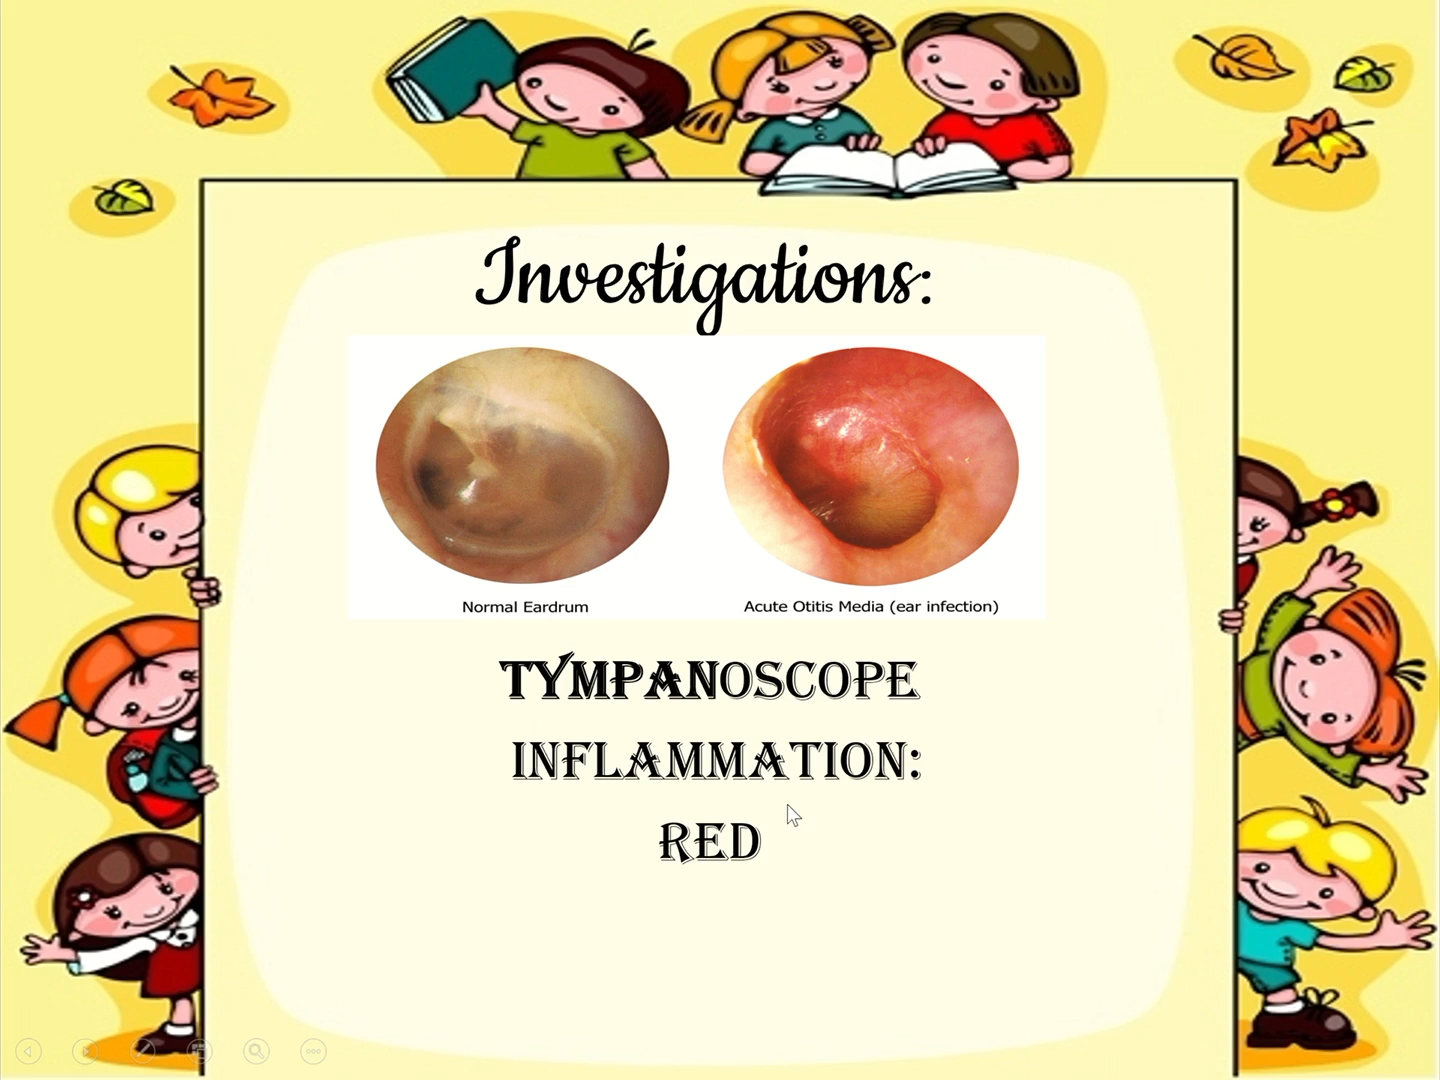 Investigations:
Normal Eardrum
Acute Otitis Media (ear infection)
TYMPANOSCOPE
INFLAMMATION:
RED